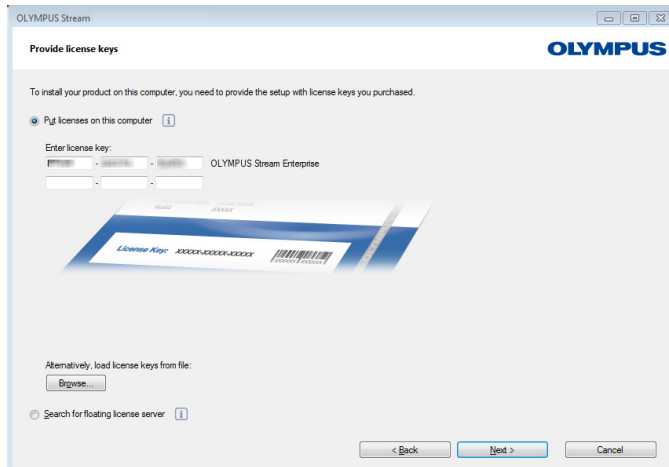 OLYMPUS Stream
Provide license keys
OLYMPUS
To install your product on this computer, you need to provide the setup with license keys you purchased.
Put licenses on this computer
Enter license key:
- - OLYMPUS Stream Enterprise
- -
XXXXX
License Key: XXXXX-XXXXX-XXXXX
Alternatively, load license keys from file:
Browse...
Search for floating license server
< Back Next > Cancel